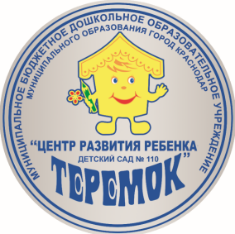 МУНИЦИПАЛЬНОЕ БЮДЖЕТНОЕ ДОШКОЛЬНОЕ ОБРАЗОВАТЕЛЬНОЕ УЧРЕЖДЕНИЕ
МУНИЦИПАЛЬНОГО ОБРАЗОВАНИЯ ГОРОД КРАСНОДАР
"ЦЕНТР РАЗВИТИЯ РЕБЕНКА
ДЕТСКИЙ САД № 110
ТЕРЕМОК"